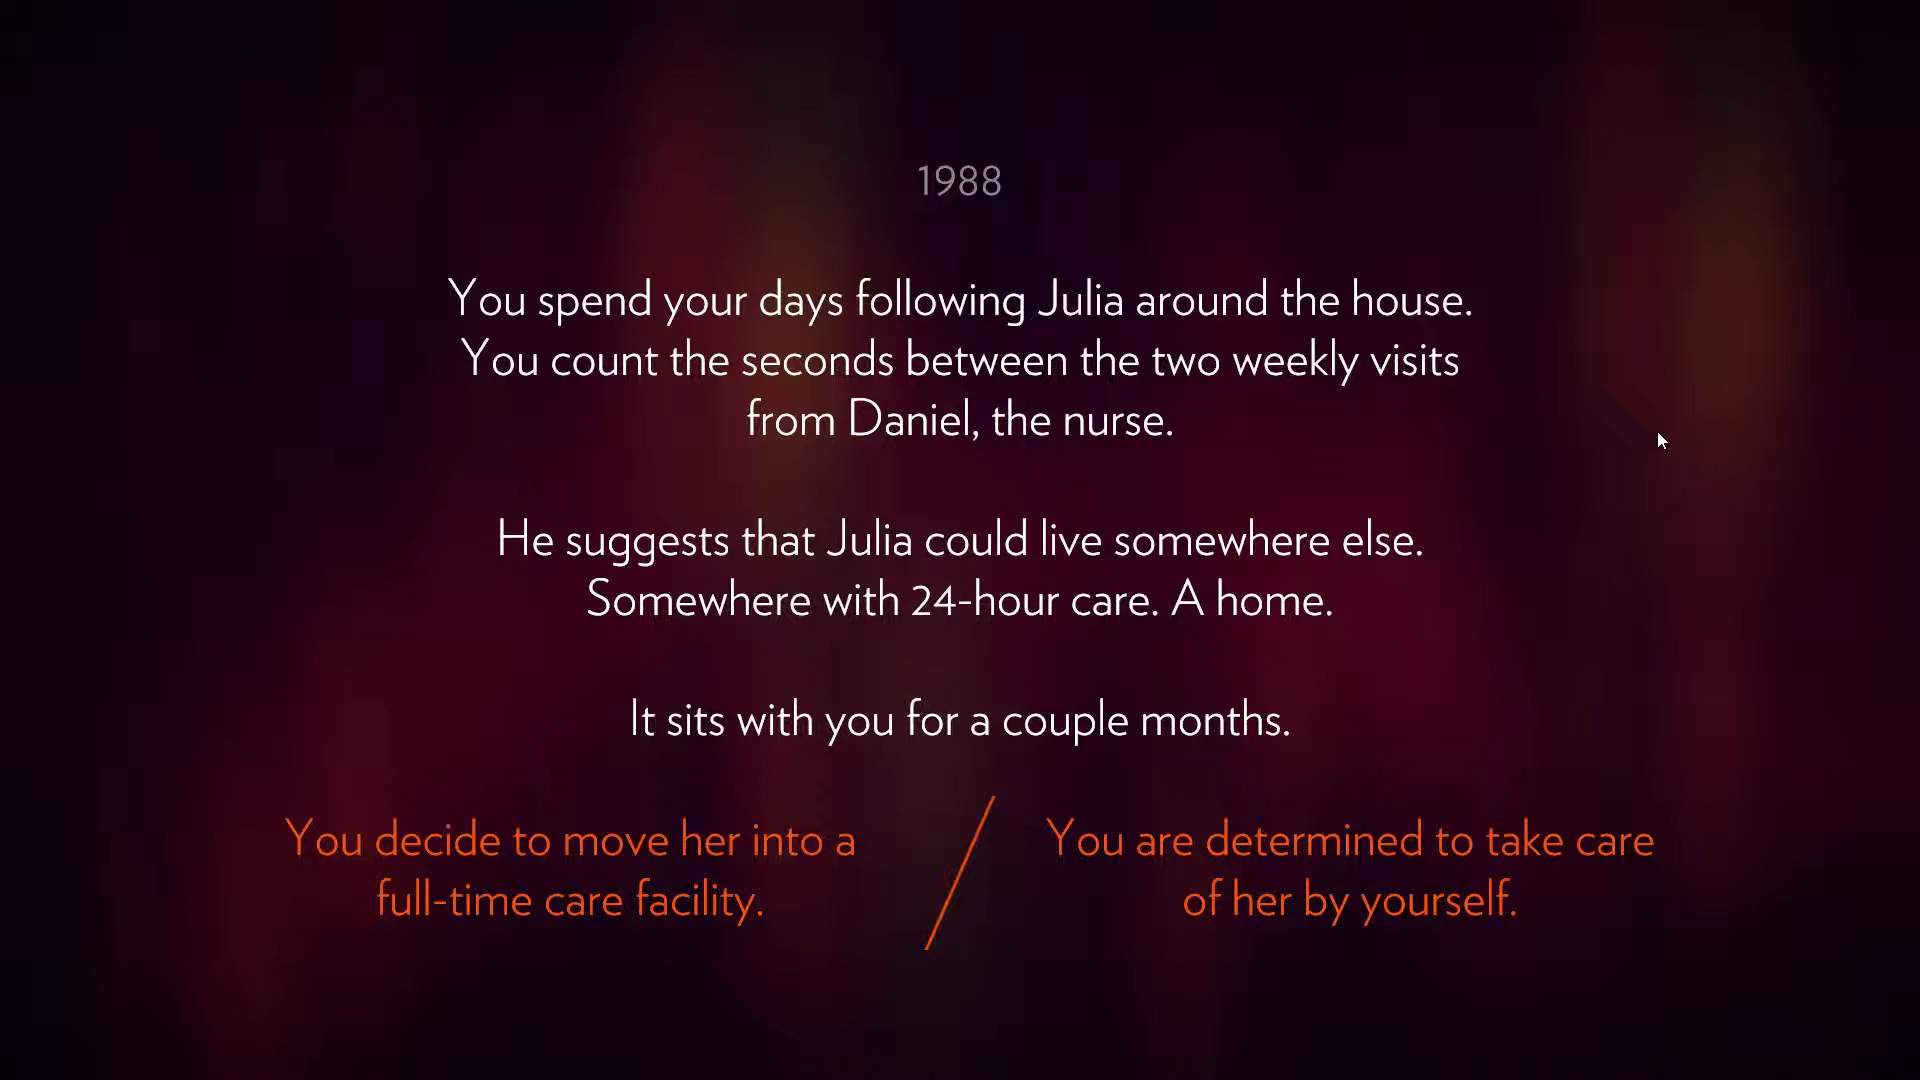 1988
You spend your days following Julia around the house.
You count the seconds between the two weekly visits
from Daniel, the nurse.
He suggests that Julia could live somewhere else.
Somewhere with 24-hour care. A home.
It sits with you for a couple months.
You decide to move her into a
full-time care facility.
You are determined to take care
of her by yourself.